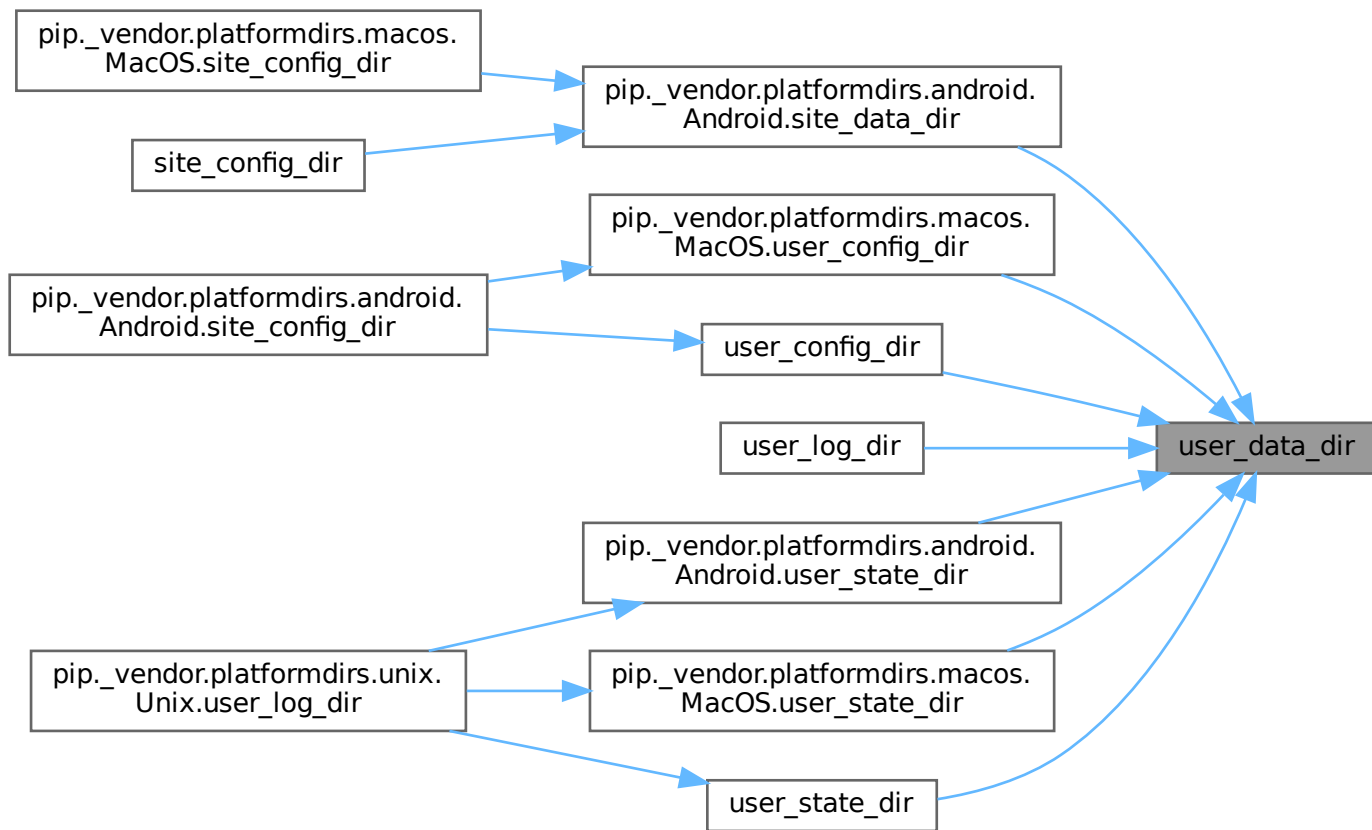 pip._vendor.platformdirs.macos.
MacOS.site_config_dir
pip._vendor.platformdirs.android.
Android.site_data_dir
site_config_dir
pip._vendor.platformdirs.macos.
MacOS.user_config_dir
pip._vendor.platformdirs.android.
Android.site_config_dir
user_config_dir
user_log_dir
user_data_dir
pip._vendor.platformdirs.android.
Android.user_state_dir
pip._vendor.platformdirs.unix.
Unix.user_log_dir
pip._vendor.platformdirs.macos.
MacOS.user_state_dir
user_state_dir